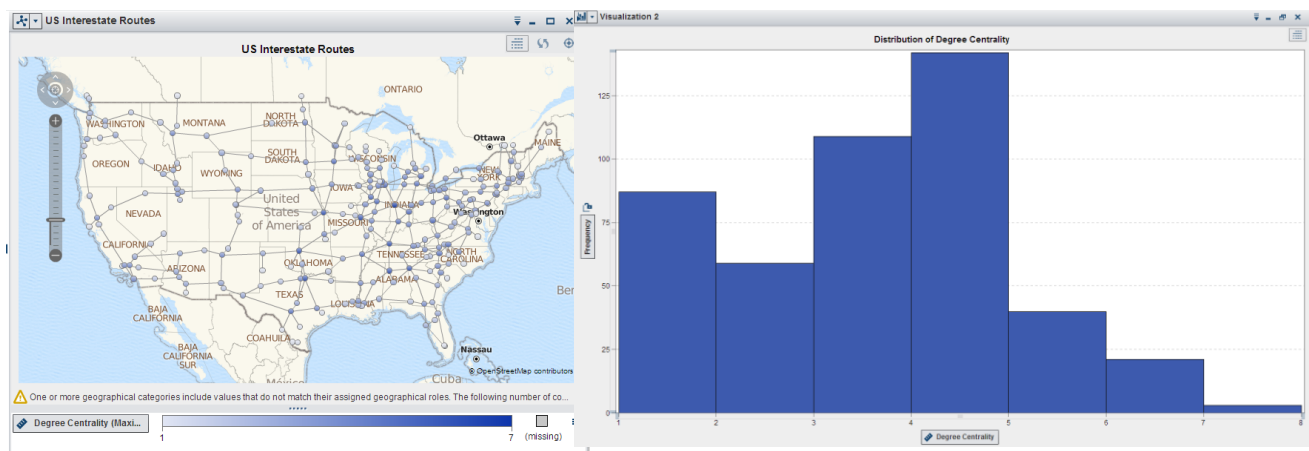 US Interestate Routes
US Interestate Routes
ONTARIO
WASHINGTON
MONTANA
NORTH
DAKOTA
Ottawa
MAINE
OREGON
IDAHO
SOUTH
DAKOTA
WISCONSIN
WYOMING
NEW
YORK
IOWA
NEVADA
United
States
of America
INDIANA
Washington
MISSOURI
CALIFORNIA
TENNESSEE
NORTH
CAROLINA
ARIZONA
OKLAHOMA
ALABAMA
TEXAS
LOUISIANA
Ber
BAJA
CALIFORNIA
COAHUILA
BAJA
CALIFORNIA
SUR
Nassau
© OpenStreetMap contributors
México
Cuba
One or more geographical categories include values that do not match their assigned geographical roles. The following number of co...
Degree Centrality (Maxi...
1
7
(missing)
Visualization 2
Distribution of Degree Centrality
Frequency
125
100
75
50
25
0
1
2
3
4
5
6
7
8
Degree Centrality